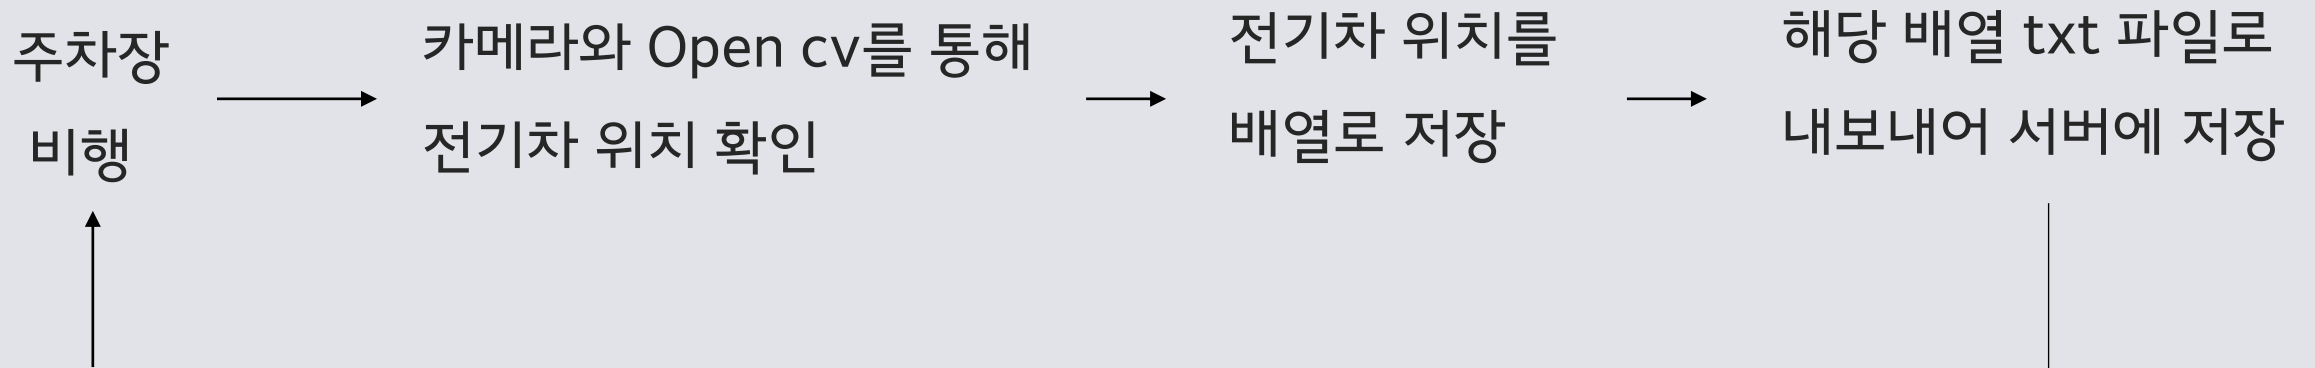 주차장
비행
카메라와 Open cv를 통해
전기차 위치 확인
전기차 위치를
배열로 저장
해당 배열 txt 파일로
내보내어 서버에 저장